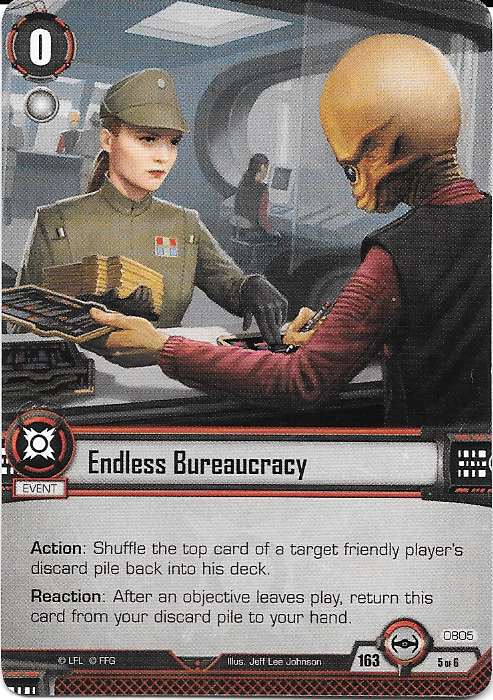 0
Endless Bureaucracy
EVENT
Action: Shuffle the top card of a target friendly player's
discard pile back into his deck.
Reaction: After an objective leaves play, return this
card from your discard pile to your hand.
0805
© LFL © FFG
Illus. Jeff Lee Johnson
163
5 OF 6